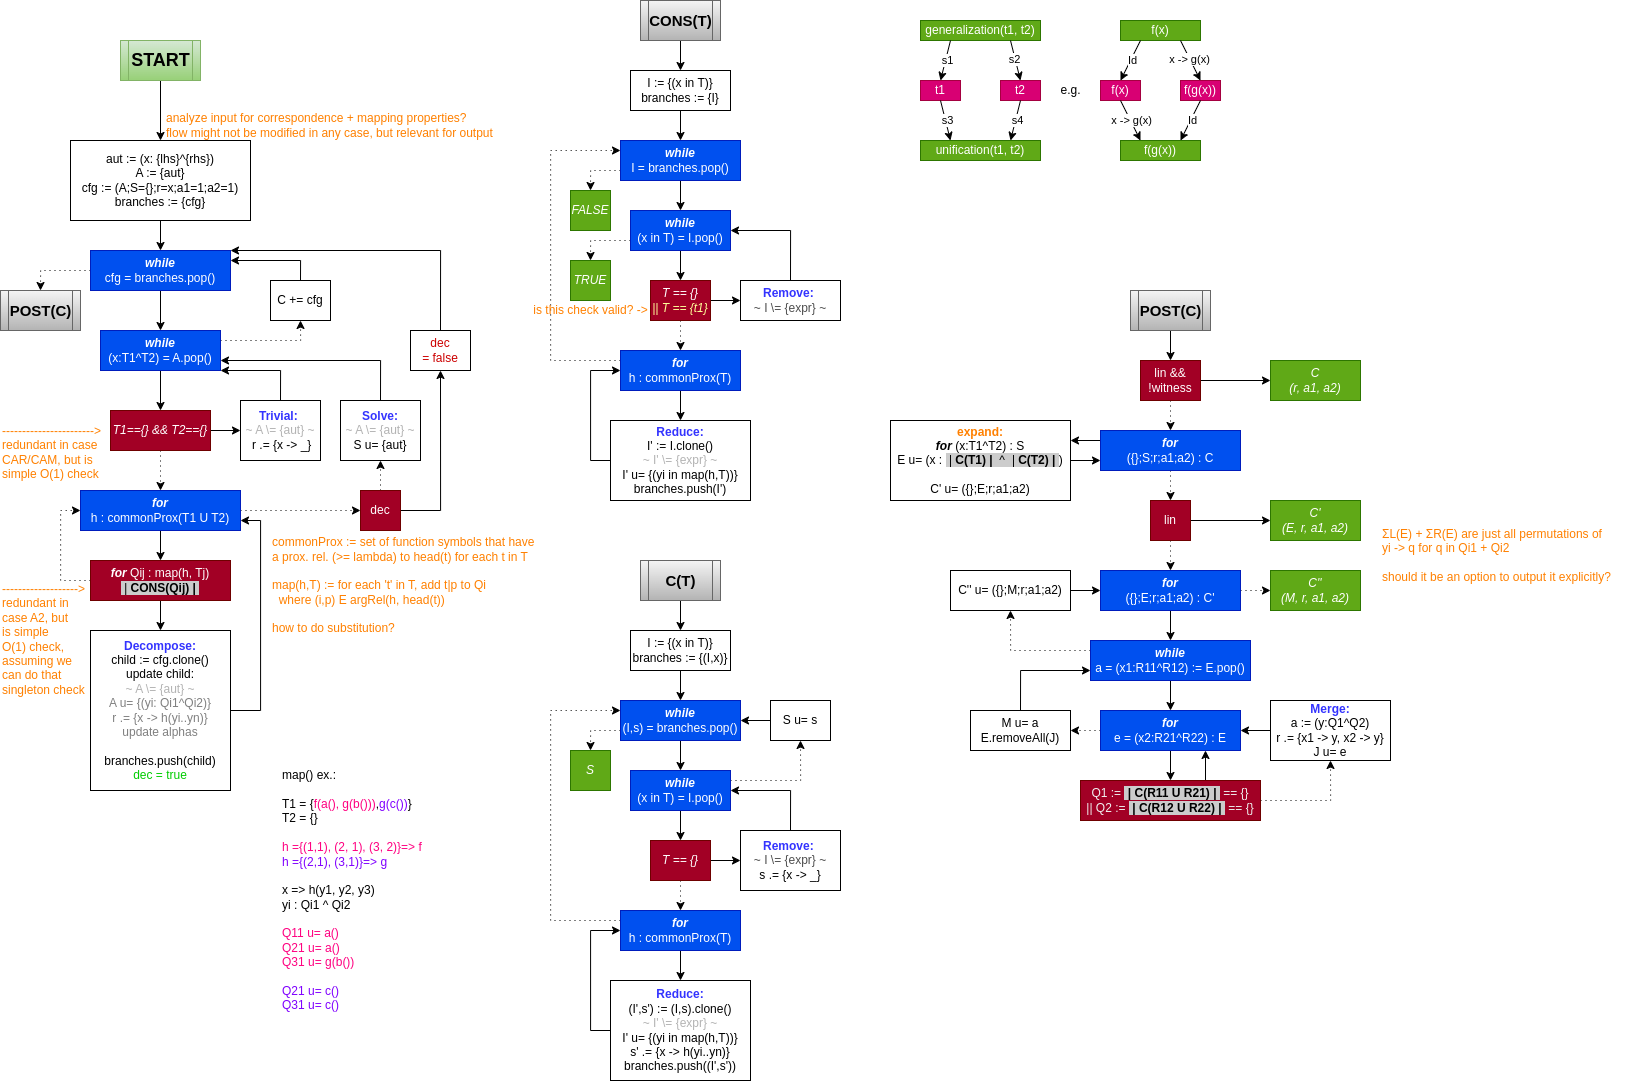 START
analyze input for correspondence + mapping properties?
flow might not be modified in any case, but relevant for output
aut := (x: {lhs}^{rhs})
A := {aut}
cfg := (A;S={};r=x;a1=1;a2=1)
branches := {cfg}
while
cfg = branches.pop()
POST(C)
C += cfg
while
(x:T1^T2) = A.pop()
dec
= false
T1=={} && T2=={}
Trivial:
~ A \= {aut} ~
r .= {x -> _}
Solve:
~ A \= {aut} ~
S u= {aut}
----------------------->
redundant in case
CAR/CAM, but is
simple O(1) check
for
h : commonProx(T1 U T2)
dec
for Qij : map(h, Tj)
| CONS(Qij) |
------------------->
redundant in
case A2, but
is simple
O(1) check,
assuming we
can do that
singleton check
Decompose:
child := cfg.clone()
update child:
~ A \= {aut} ~
A u= {(yi: Qi1^Qi2)}
r .= {x -> h(yi..yn)}
update alphas
branches.push(child)
dec = true
commonProx := set of function symbols that have
a prox. rel. (>= lambda) to head(t) for each t in T
map(h,T) := for each 't' in T, add t|p to Qi
where (i,p) E argRel(h, head(t))
how to do substitution?
map() ex.:
T1 = {f(a(), g(b())),g(c())}
T2 = {}
h ={(1,1), (2, 1), (3, 2)}=> f
h ={(2,1), (3,1)}=> g
x => h(y1, y2, y3)
yi : Qi1 ^ Qi2
Q11 u= a()
Q21 u= a()
Q31 u= g(b())
Q21 u= c()
Q31 u= c()
CONS(T)
I := {(x in T)}
branches := {I}
while
I = branches.pop()
FALSE
while
(x in T) = I.pop()
TRUE
is this check valid? ->
T == {}
|| T == {t1}
Remove:
~ I \= {expr} ~
for
h : commonProx(T)
Reduce:
I' := I.clone()
~ I' \= {expr} ~
I' u= {(yi in map(h,T))}
branches.push(I')
C(T)
I := {(x in T)}
branches := {(I,x)}
while
(I,s) = branches.pop()
S u= s
S
while
(x in T) = I.pop()
T == {}
Remove:
~ I \= {expr} ~
s .= {x -> _}
for
h : commonProx(T)
Reduce:
(I',s') := (I,s).clone()
~ I' \= {expr} ~
I' u= {(yi in map(h,T))}
s' .= {x -> h(yi..yn)}
branches.push((I',s'))
generalization(t1, t2)
s1
s2
t1
t2
s3
s4
unification(t1, t2)
e.g.
f(x)
Id
x -> g(x)
f(x)
f(g(x))
x -> g(x)
Id
f(g(x))
POST(C)
lin &&
!witness
C
(r, a1, a2)
expand:
for (x:T1^T2) : S
E u= (x : | C(T1) | ^ | C(T2) | )
C' u= ({};E;r;a1;a2)
for
({};S;r;a1;a2) : C
lin
C'
(E, r, a1, a2)
ΣL(E) + ΣR(E) are just all permutations of
yi -> q for q in Qi1 + Qi2
should it be an option to output it explicitly?
C'' u= ({};M;r;a1;a2)
for
({};E;r;a1;a2) : C'
C''
(M, r, a1, a2)
while
a = (x1:R11^R12) := E.pop()
M u= a
E.removeAll(J)
for
e = (x2:R21^R22) : E
Merge:
a := (y:Q1^Q2)
r .= {x1 -> y, x2 -> y}
J u= e
Q1 := | C(R11 U R21) | == {}
|| Q2 := | C(R12 U R22) | == {}